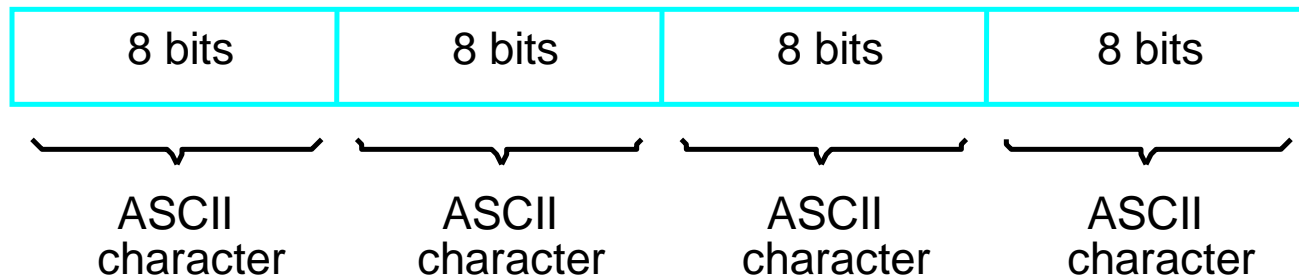 8 bits 8 bits 8 bits 8 bits
ASCII ASCII ASCII ASCII
character character character character